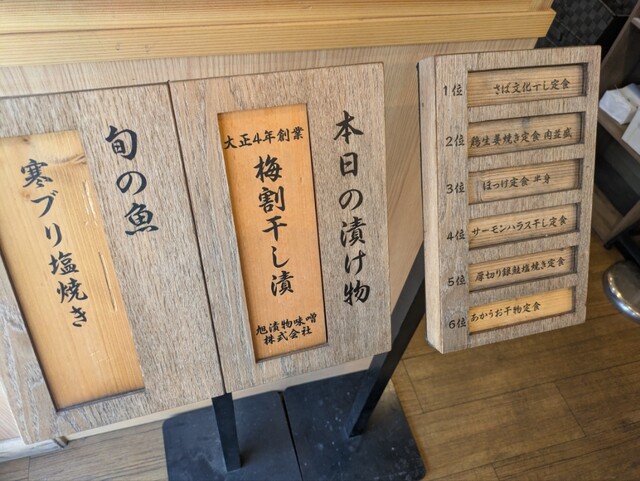 旬の魚
寒ブリ塩焼き
本日の漬け物
大正4年創業
梅割干し漬
旭漬物味噌
株式会社
1位 さば文化干し定食
2位 鶏生姜焼き定食 肉並盛
3位 ほっけ定食 半身
4位 サーモンハラス干し定食
5位 厚切り銀鮭塩焼き定食
6位 あかうお干物定食